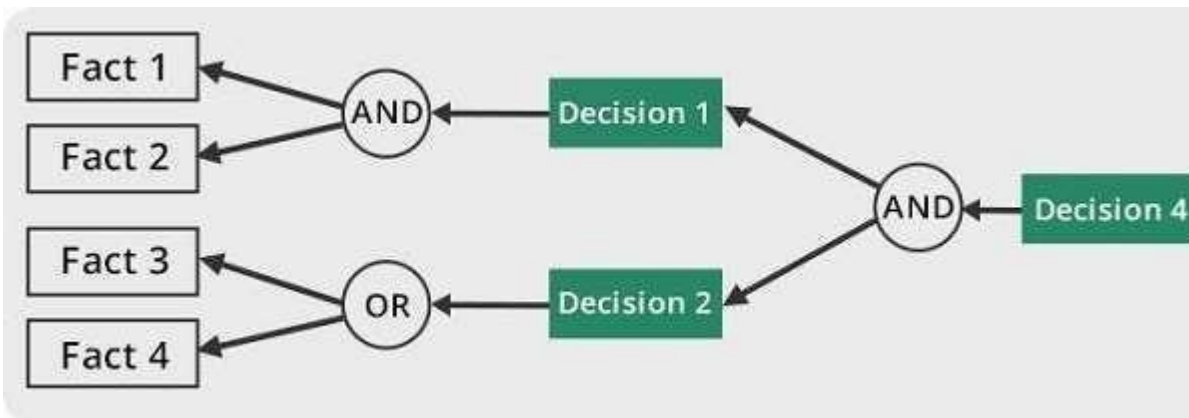 Fact 1
Fact 2
AND
Decision 1
Fact 3
Fact 4
OR
Decision 2
AND
Decision 4